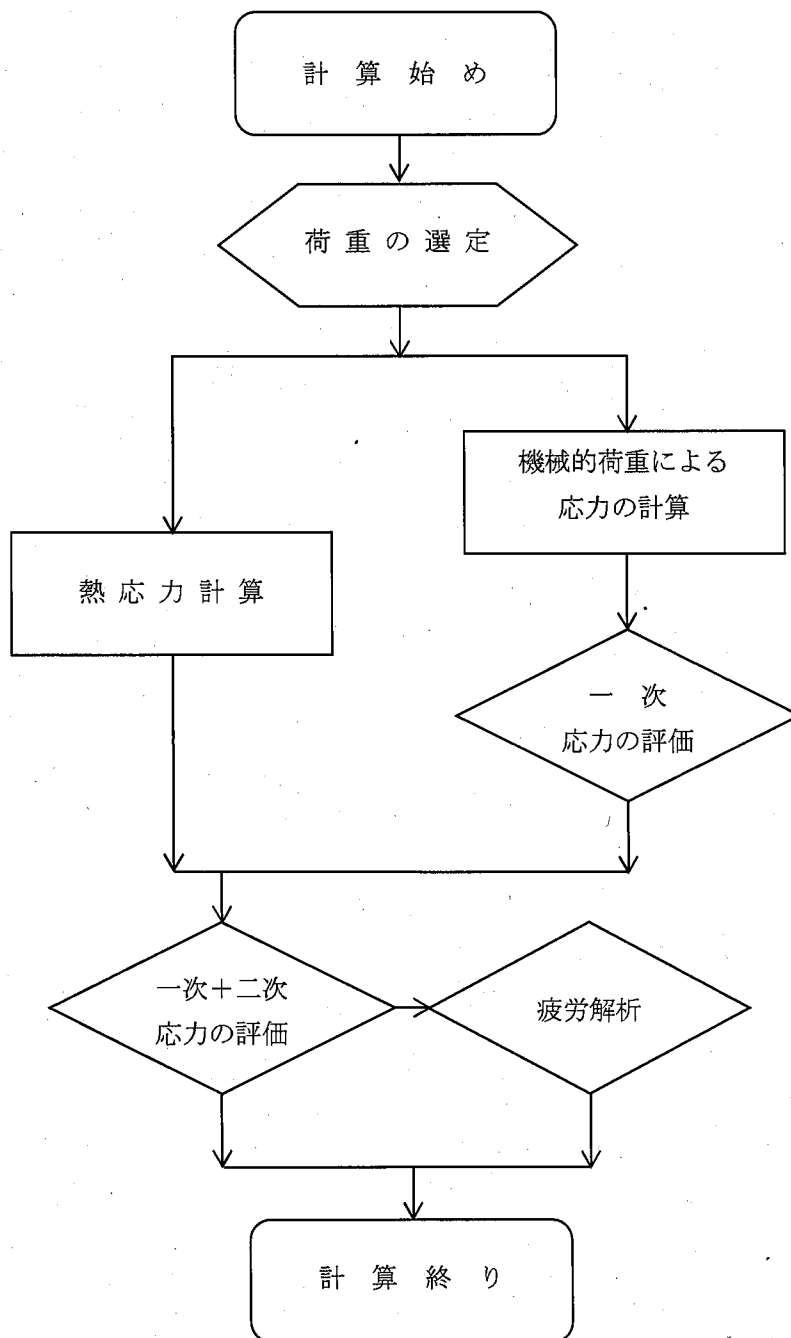 計算始め
荷重の選定
機械的荷重による
応力の計算
熱応力計算
一次
応力の評価
一次＋二次
応力の評価
疲労解析
計算終り